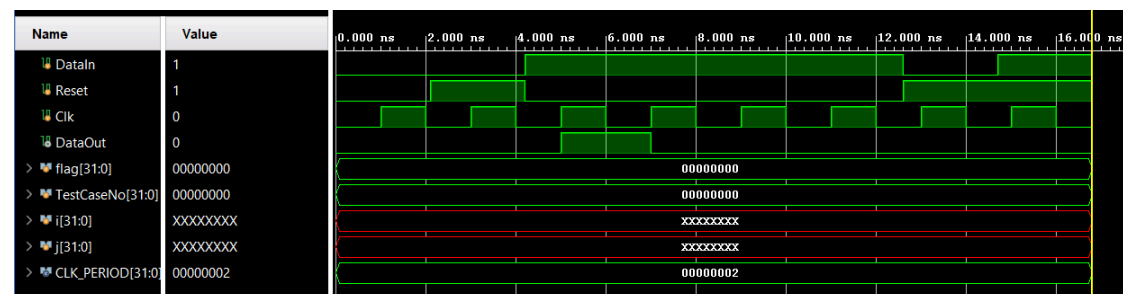 Name Value
0.000 ns 2.000 ns 4.000 ns 6.000 ns 8.000 ns 10.000 ns 12.000 ns 14.000 ns 16.000 ns
DataIn 1
Reset 1
Clk 0
DataOut 0
> flag[31:0] 00000000 00000000
> TestCaseNo[31:0] 00000000 00000000
> i[31:0] XXXXXXXX XXXXXXXX
> j[31:0] XXXXXXXX XXXXXXXX
> CLK_PERIOD[31:0] 00000002 00000002